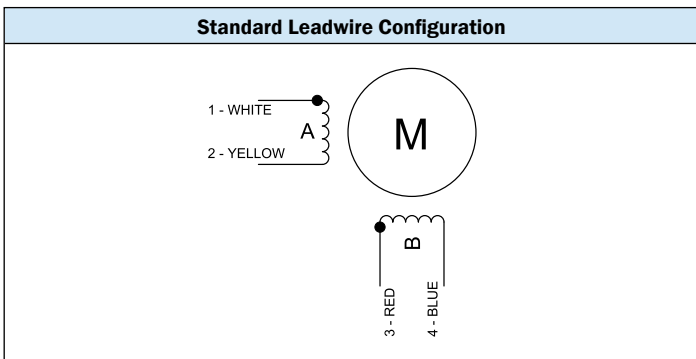 Standard Leadwire Configuration
1 - WHITE
A
2 - YELLOW
M
B
3 - RED
4 - BLUE